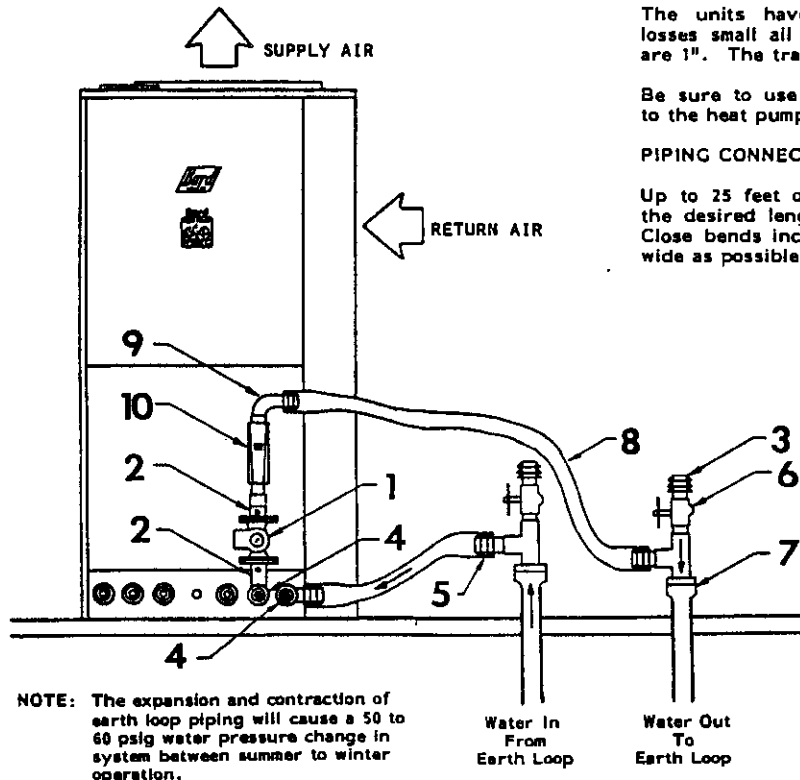 SUPPLY AIR
The units hav
losses small all
are 1". The tra
Be sure to use
to the heat pump
PIPING CONNEC
Up to 25 feet o
the desired leng
Close bends inc
wide as possible
Bard
RETURN AIR
9
10
2
2
1
4
4
5
8
3
6
7
NOTE: The expansion and contraction of
earth loop piping will cause a 50 to
60 psig water pressure change in
system between summer to winter
operation.
Water In
From
Earth Loop
Water Out
To
Earth Loop